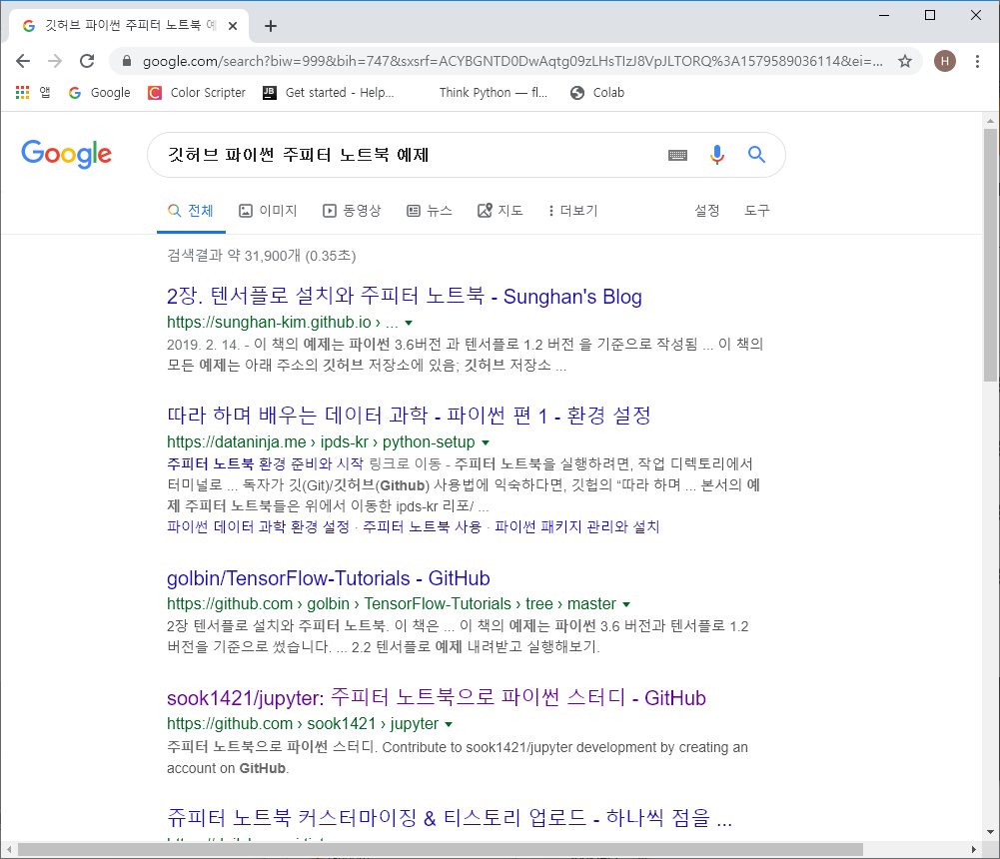 깃허브 파이썬 주피터 노트북 예
google.com/search?biw=999&bih=747&sxsrf=ACYBGNTD0DwAqtg09zLHsTIzJ8VpJLTORQ%3A1579589036114&ei=...
H
앱 Google Color Scripter Get started - Help... Think Python — fl... Colab
Google
깃허브 파이썬 주피터 노트북 예제
전체 이미지 동영상 뉴스 지도 더보기 설정 도구
검색결과 약 31,900개 (0.35초)
2장. 텐서플로 설치와 주피터 노트북 - Sunghan's Blog
https://sunghan-kim.github.io › ...
2019. 2. 14. - 이 책의 예제는 파이썬 3.6버전 과 텐서플로 1.2 버전 을 기준으로 작성됨 ... 이 책의
모든 예제는 아래 주소의 깃허브 저장소에 있음; 깃허브 저장소 ...
따라 하며 배우는 데이터 과학 - 파이썬 편 1 - 환경 설정
https://dataninja.me › ipds-kr › python-setup
주피터 노트북 환경 준비와 시작 링크로 이동 - 주피터 노트북을 실행하려면, 작업 디렉토리에서
터미널로 ... 독자가 깃(Git)/깃허브(Github) 사용법에 익숙하다면, 깃헙의 “따라 하며 ... 본서의 예
제 주피터 노트북들은 위에서 이동한 ipds-kr 리포/ ...
파이썬 데이터 과학 환경 설정 · 주피터 노트북 사용 · 파이썬 패키지 관리와 설치
golbin/TensorFlow-Tutorials - GitHub
https://github.com › golbin › TensorFlow-Tutorials › tree › master
2장 텐서플로 설치와 주피터 노트북. 이 책은 ... 이 책의 예제는 파이썬 3.6 버전과 텐서플로 1.2
버전을 기준으로 썼습니다. ... 2.2 텐서플로 예제 내려받고 실행해보기.
sook1421/jupyter: 주피터 노트북으로 파이썬 스터디 - GitHub
https://github.com › sook1421 › jupyter
주피터 노트북으로 파이썬 스터디. Contribute to sook1421/jupyter development by creating an
account on GitHub.
쥬피터 노트북 커스터마이징 & 티스토리 업로드 - 하나씩 점을 ...